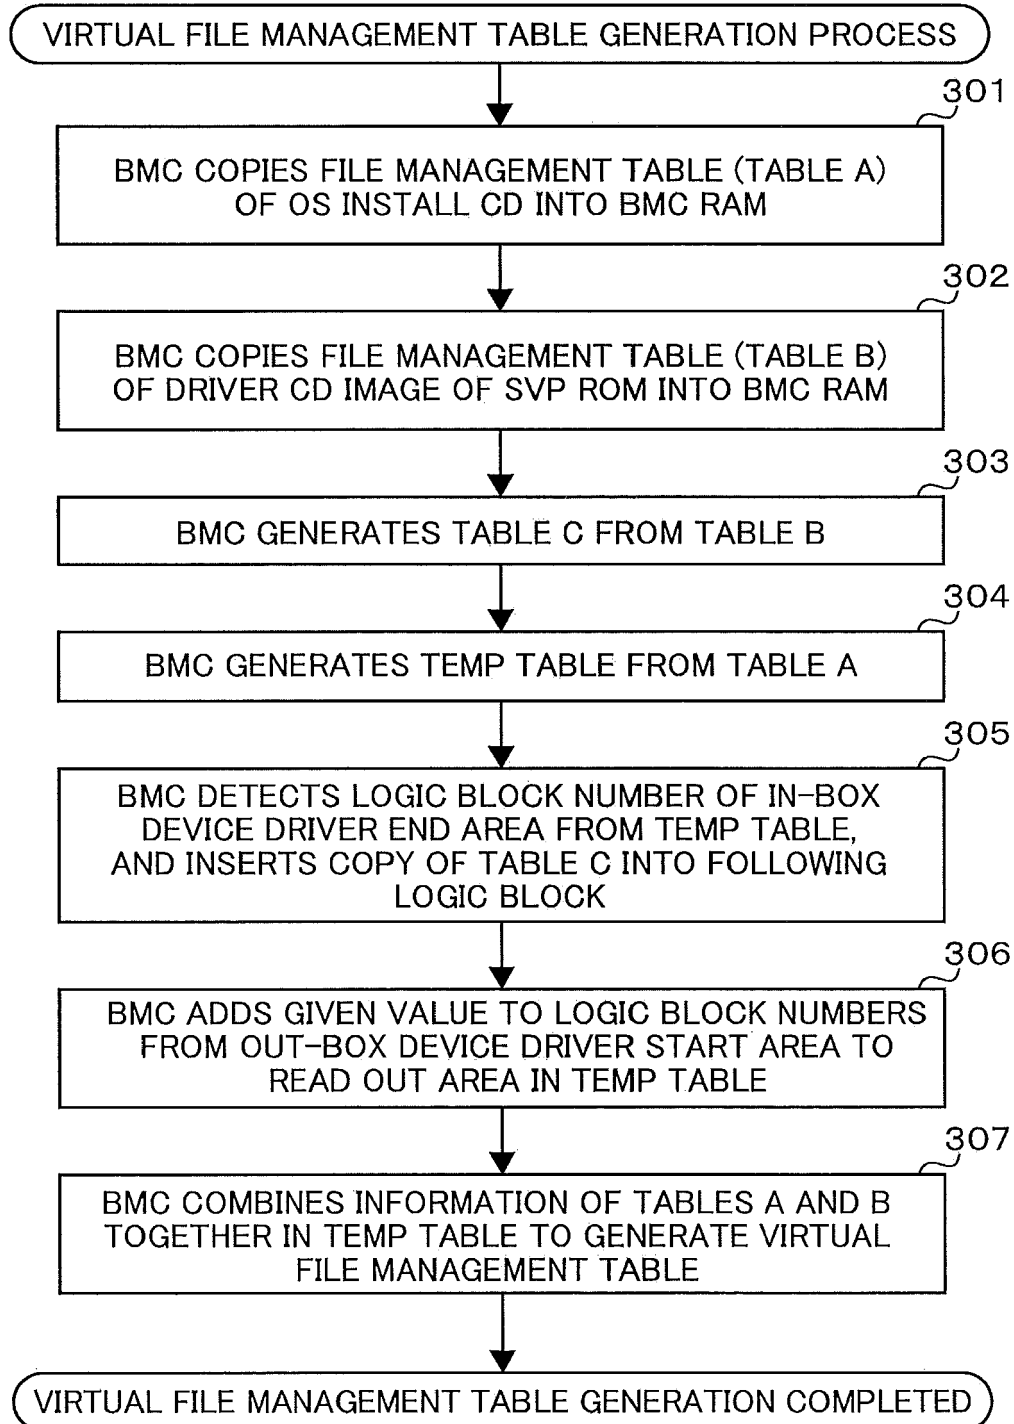 VIRTUAL FILE MANAGEMENT TABLE GENERATION PROCESS
301
BMC COPIES FILE MANAGEMENT TABLE (TABLE A)
OF OS INSTALL CD INTO BMC RAM
302
BMC COPIES FILE MANAGEMENT TABLE (TABLE B)
OF DRIVER CD IMAGE OF SVP ROM INTO BMC RAM
303
BMC GENERATES TABLE C FROM TABLE B
304
BMC GENERATES TEMP TABLE FROM TABLE A
305
BMC DETECTS LOGIC BLOCK NUMBER OF IN-BOX
DEVICE DRIVER END AREA FROM TEMP TABLE,
AND INSERTS COPY OF TABLE C INTO FOLLOWING
LOGIC BLOCK
306
BMC ADDS GIVEN VALUE TO LOGIC BLOCK NUMBERS
FROM OUT-BOX DEVICE DRIVER START AREA TO
READ OUT AREA IN TEMP TABLE
307
BMC COMBINES INFORMATION OF TABLES A AND B
TOGETHER IN TEMP TABLE TO GENERATE VIRTUAL
FILE MANAGEMENT TABLE
VIRTUAL FILE MANAGEMENT TABLE GENERATION COMPLETED